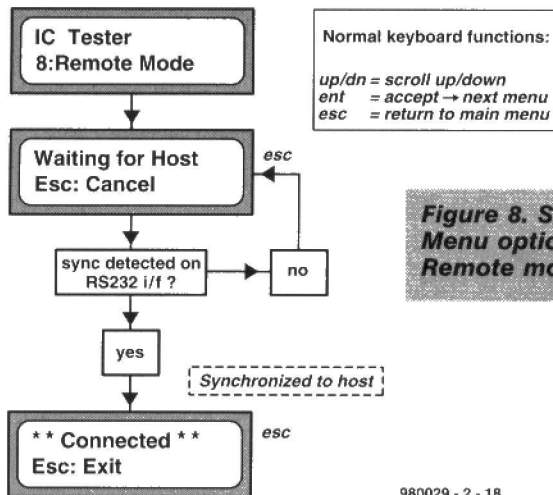 IC Tester
8:Remote Mode
Normal keyboard functions:
up/dn = scroll up/down
ent = accept → next menu
esc = return to main menu
Waiting for Host
Esc: Cancel
esc
Figure 8. S
Menu optio
Remote mo
sync detected on
RS232 i/f ?
no
yes
Synchronized to host
* * Connected * *
Esc: Exit
esc
980029 - 2 - 18